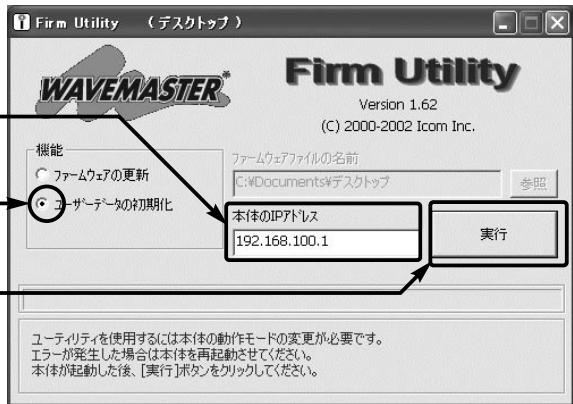 Firm Utility （デスクトップ）
WAVEMASTER
Firm Utility
Version 1.62
(C) 2000-2002 Icom Inc.
機能
ファームウェアの更新
ユーザーデータの初期化
ファームウェアファイルの名前
C:¥Documents¥デスクトップ
参照
本体のIPアドレス
192.168.100.1
実行
ユーティリティを使用するには本体の動作モードの変更が必要です。
エラーが発生した場合は本体を再起動させてください。
本体が起動した後、[実行]ボタンをクリックしてください。